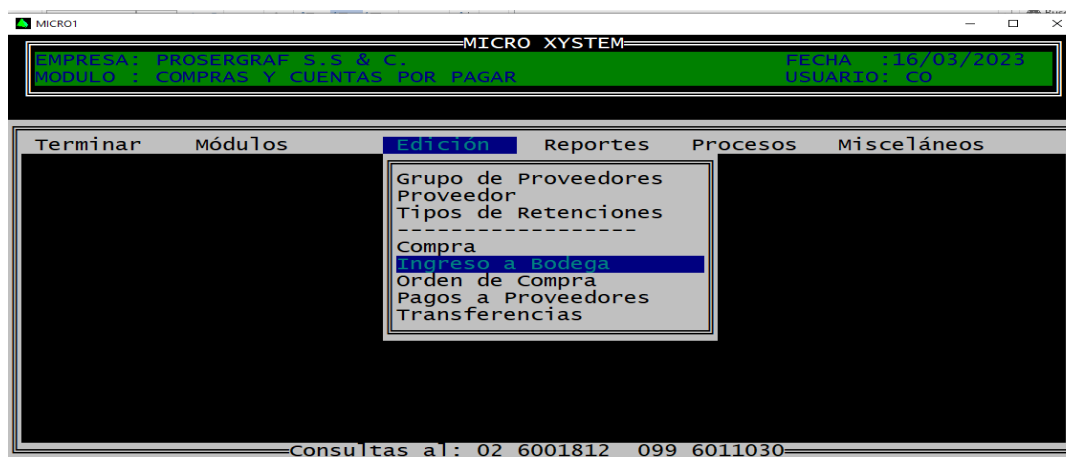 MICRO1
MICRO XYSTEM
EMPRESA: PROSERGRAF S.S & C. FECHA :16/03/2023
MODULO : COMPRAS Y CUENTAS POR PAGAR USUARIO: CO
Terminar Módulos Edición Reportes Procesos Misceláneos
Grupo de Proveedores
Proveedor
Tipos de Retenciones
------------------
Compra
Ingreso a Bodega
Orden de Compra
Pagos a Proveedores
Transferencias
Consultas al: 02 6001812 099 6011030